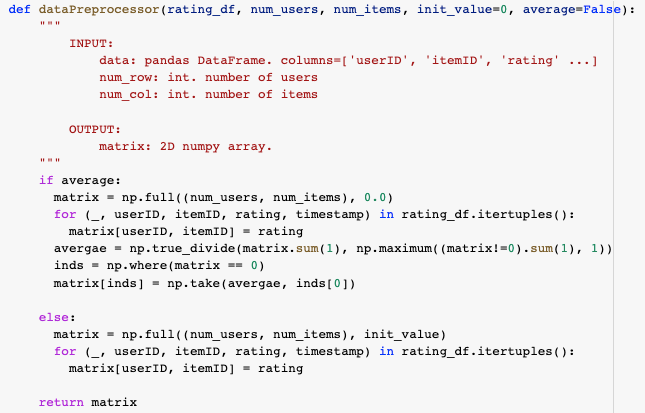 def dataPreprocessor(rating_df, num_users, num_items, init_value=0, average=False):
    """
        INPUT:
            data: pandas DataFrame. columns=['userID', 'itemID', 'rating' ...]
            num_row: int. number of users
            num_col: int. number of items

        OUTPUT:
            matrix: 2D numpy array.
    """
    if average:
      matrix = np.full((num_users, num_items), 0.0)
      for (_, userID, itemID, rating, timestamp) in rating_df.itertuples():
        matrix[userID, itemID] = rating
      avergae = np.true_divide(matrix.sum(1), np.maximum((matrix!=0).sum(1), 1))
      inds = np.where(matrix == 0)
      matrix[inds] = np.take(avergae, inds[0])

    else:
      matrix = np.full((num_users, num_items), init_value)
      for (_, userID, itemID, rating, timestamp) in rating_df.itertuples():
        matrix[userID, itemID] = rating

    return matrix